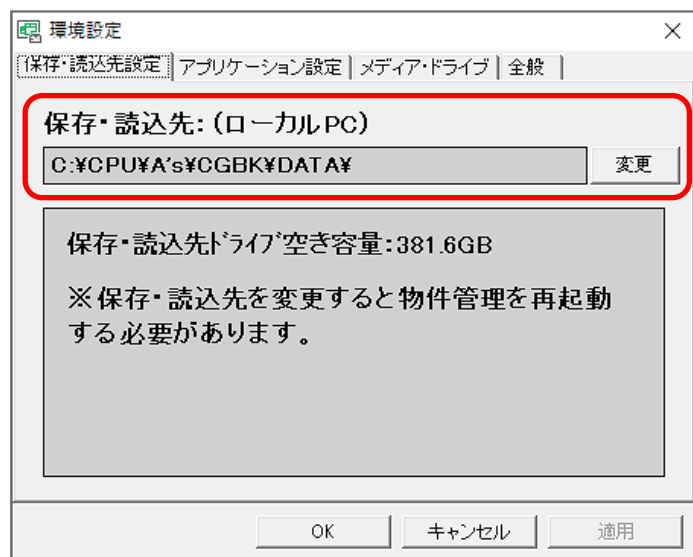 環境設定
保存・読込先設定 アプリケーション設定 メディア・ドライブ 全般
保存・読込先:(ローカルPC)
C:¥CPU¥A's¥CGBK¥DATA¥ 変更
保存・読込先ドライブ空き容量:381.6GB
※保存・読込先を変更すると物件管理を再起動
する必要があります。
OK キャンセル 適用